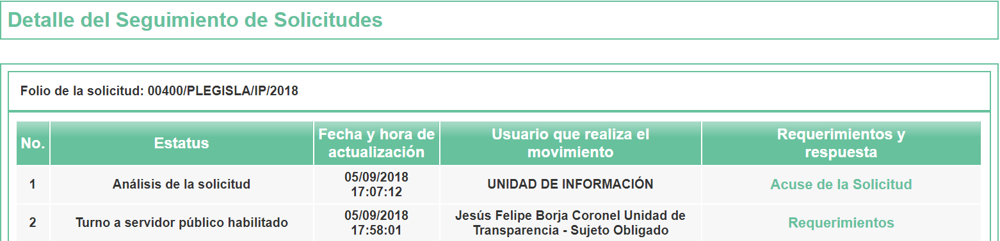 Detalle del Seguimiento de Solicitudes
Folio de la solicitud: 00400/PLEGISLA/IP/2018
No.
Estatus
Fecha y hora de
actualización
Usuario que realiza el
movimiento
Requerimientos y
respuesta
1
Análisis de la solicitud
05/09/2018
17:07:12
UNIDAD DE INFORMACIÓN
Acuse de la Solicitud
2
Turno a servidor público habilitado
05/09/2018
17:58:01
Jesús Felipe Borja Coronel Unidad de
Transparencia - Sujeto Obligado
Requerimientos